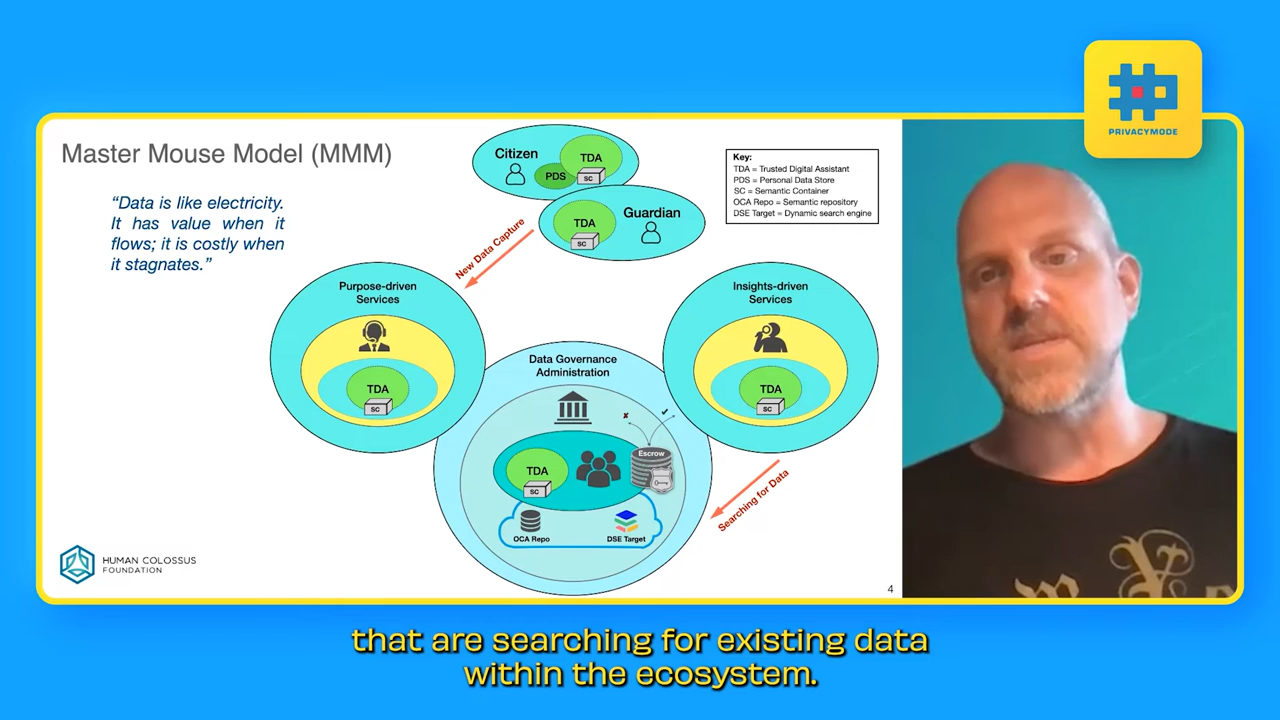 PRIVACYMODE
Master Mouse Model (MMM)
“Data is like electricity.
It has value when it
flows; it is costly when
it stagnates.”
Citizen
TDA
PDS
SC
TDA
Guardian
SC
Key:
TDA = Trusted Digital Assistant
PDS = Personal Data Store
SC = Semantic Container
OCA Repo = Semantic repository
DSE Target = Dynamic search engine
New Data Capture
Purpose-driven
Services
TDA
SC
Insights-driven
Services
TDA
SC
Data Governance
Administration
Escrow
TDA
SC
OCA Repo
DSE Target
Searching for Data
HUMAN COLOSSUS
FOUNDATION
4
that are searching for existing data
within the ecosystem.